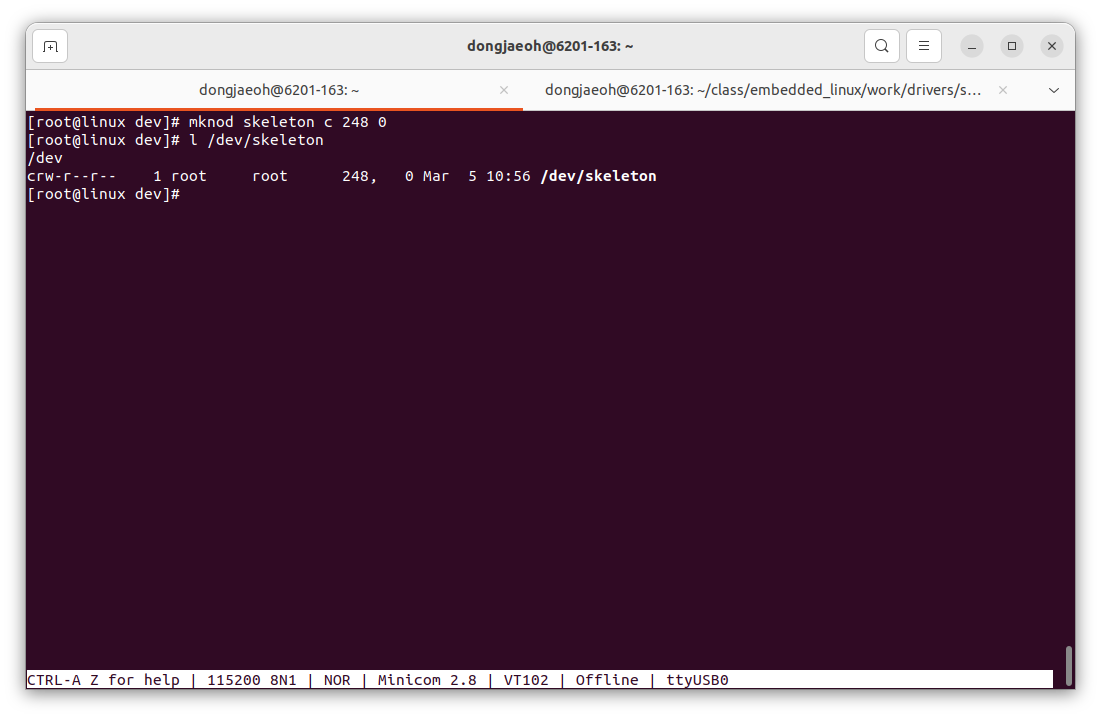 dongjaeoh@6201-163: ~
dongjaeoh@6201-163: ~
dongjaeoh@6201-163: ~/class/embedded_linux/work/drivers/s…
[root@linux dev]# mknod skeleton c 248 0
[root@linux dev]# l /dev/skeleton
/dev
crw-r--r--    1 root     root      248,   0 Mar  5 10:56 /dev/skeleton
[root@linux dev]#
CTRL-A Z for help | 115200 8N1 | NOR | Minicom 2.8 | VT102 | Offline | ttyUSB0